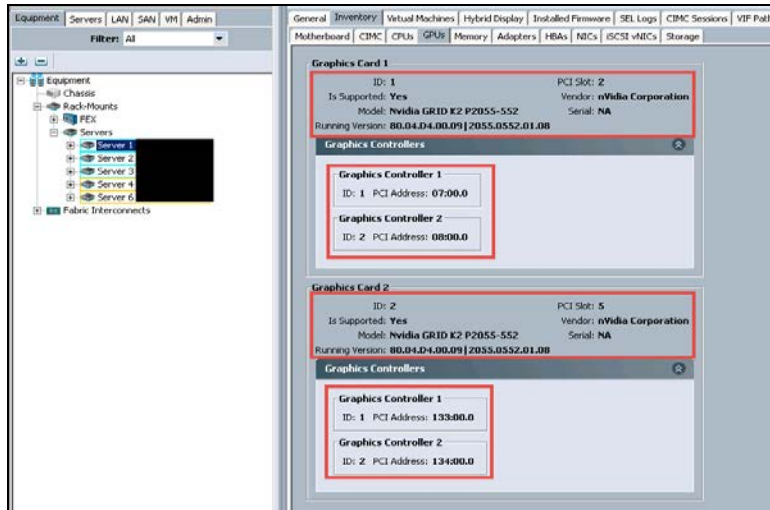 Equipment Servers LAN SAN VM Admin
Filter: All
Equipment
Chassis
Rack-Mounts
FEX
Servers
Server 1
Server 2
Server 3
Server 4
Server 6
Fabric Interconnects
General Inventory Virtual Machines Hybrid Display Installed Firmware SEL Logs CIMC Sessions VIF Pat
Motherboard CIMC CPUs GPUs Memory Adapters HBAs NICs iSCSI vNICs Storage
Graphics Card 1
ID: 1 PCI Slot: 2
Is Supported: Yes Vendor: nVidia Corporation
Model: Nvidia GRID K2 P2055-552 Serial: NA
Running Version: 80.04.D4.00.09|2055.0552.01.08
Graphics Controllers
Graphics Controller 1
ID: 1 PCI Address: 07:00.0
Graphics Controller 2
ID: 2 PCI Address: 08:00.0
Graphics Card 2
ID: 2 PCI Slot: 5
Is Supported: Yes Vendor: nVidia Corporation
Model: Nvidia GRID K2 P2055-552 Serial: NA
Running Version: 80.04.D4.00.09|2055.0552.01.08
Graphics Controllers
Graphics Controller 1
ID: 1 PCI Address: 133:00.0
Graphics Controller 2
ID: 2 PCI Address: 134:00.0